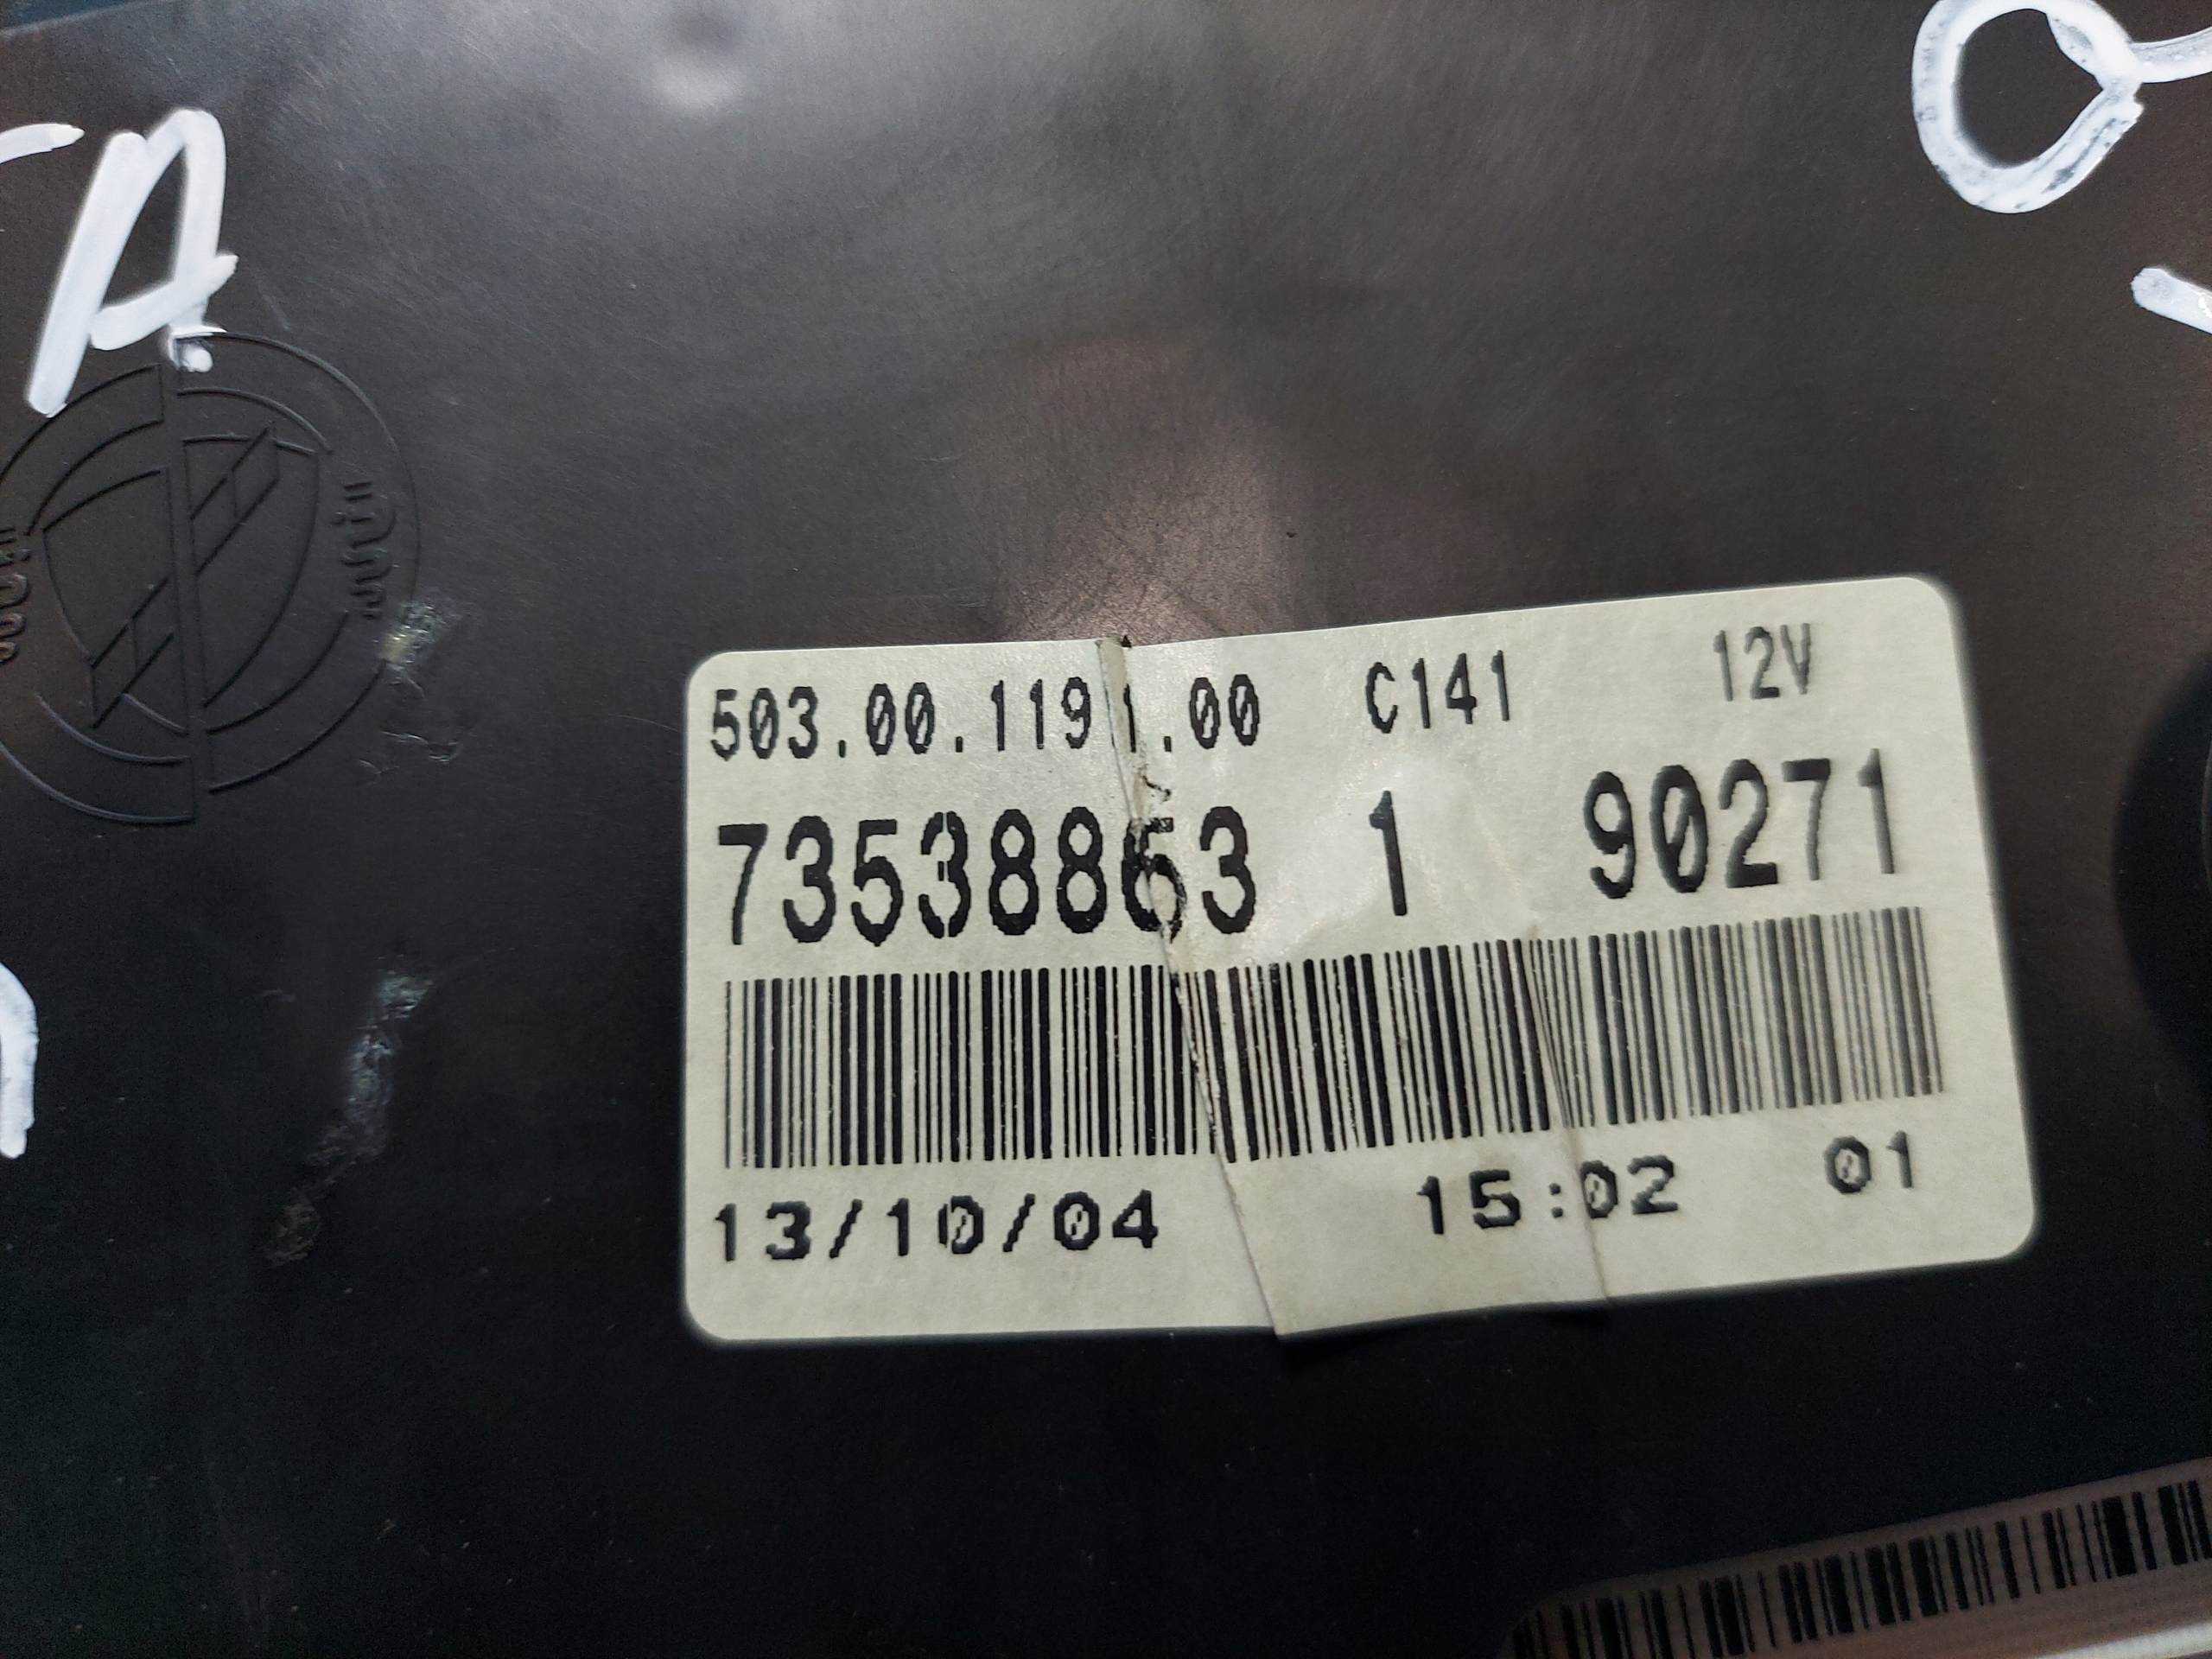 A
503.00.1191.00 C141 12V
73538863 1 90271
13/10/04 15:02 01